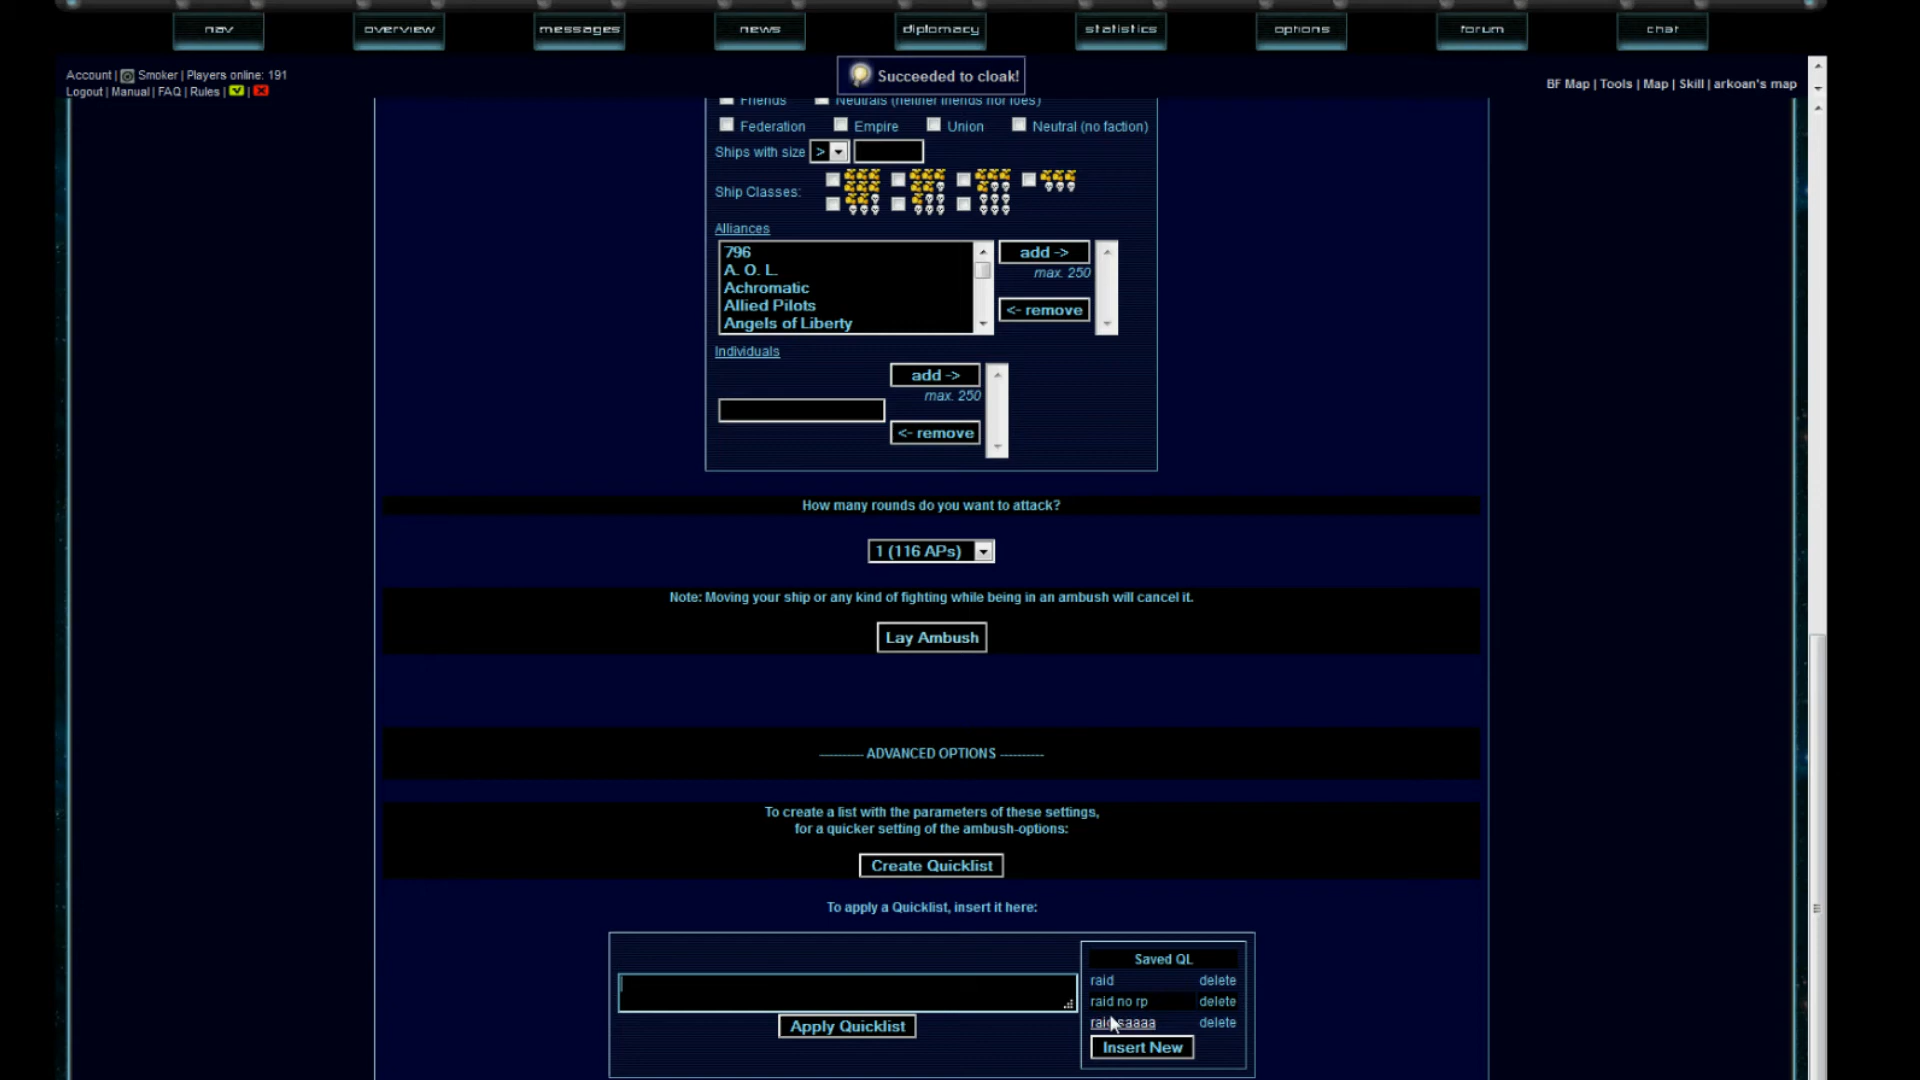 nav overview messages news diplomacy statistics options forum chat
Account | Smoker | Players online: 191
Logout | Manual | FAQ | Rules | |
Succeeded to cloak!
BF Map | Tools | Map | Skill | arkoan's map
Friends Neutrals (neither friends nor foes)
Federation Empire Union Neutral (no faction)
Ships with size >
Ship Classes:
Alliances
796
A. O. L.
Achromatic
Allied Pilots
Angels of Liberty
add ->
max. 250
<- remove
Individuals
add ->
max. 250
<- remove
How many rounds do you want to attack?
1 (116 APs)
Note: Moving your ship or any kind of fighting while being in an ambush will cancel it.
Lay Ambush
---------- ADVANCED OPTIONS ----------
To create a list with the parameters of these settings,
for a quicker setting of the ambush-options:
Create Quicklist
To apply a Quicklist, insert it here:
Apply Quicklist
Saved QL
raid delete
raid no rp delete
delete
Insert New